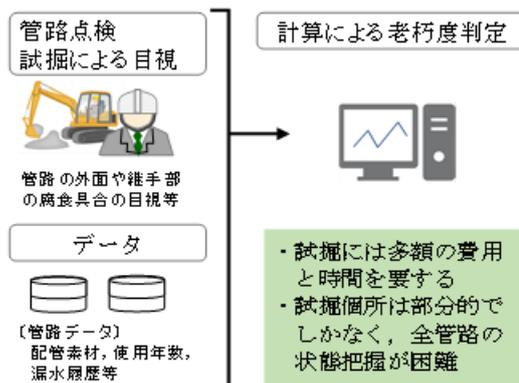 管路点検
試掘による目視
管路の外面や継手部
の腐食具合の目視等
データ
〔管路データ〕
配管素材，使用年数，
漏水履歴等
計算による老朽度判定
・試掘には多額の費用
と時間を要する
・試掘個所は部分的で
しかなく，全管路の
状態把握が困難